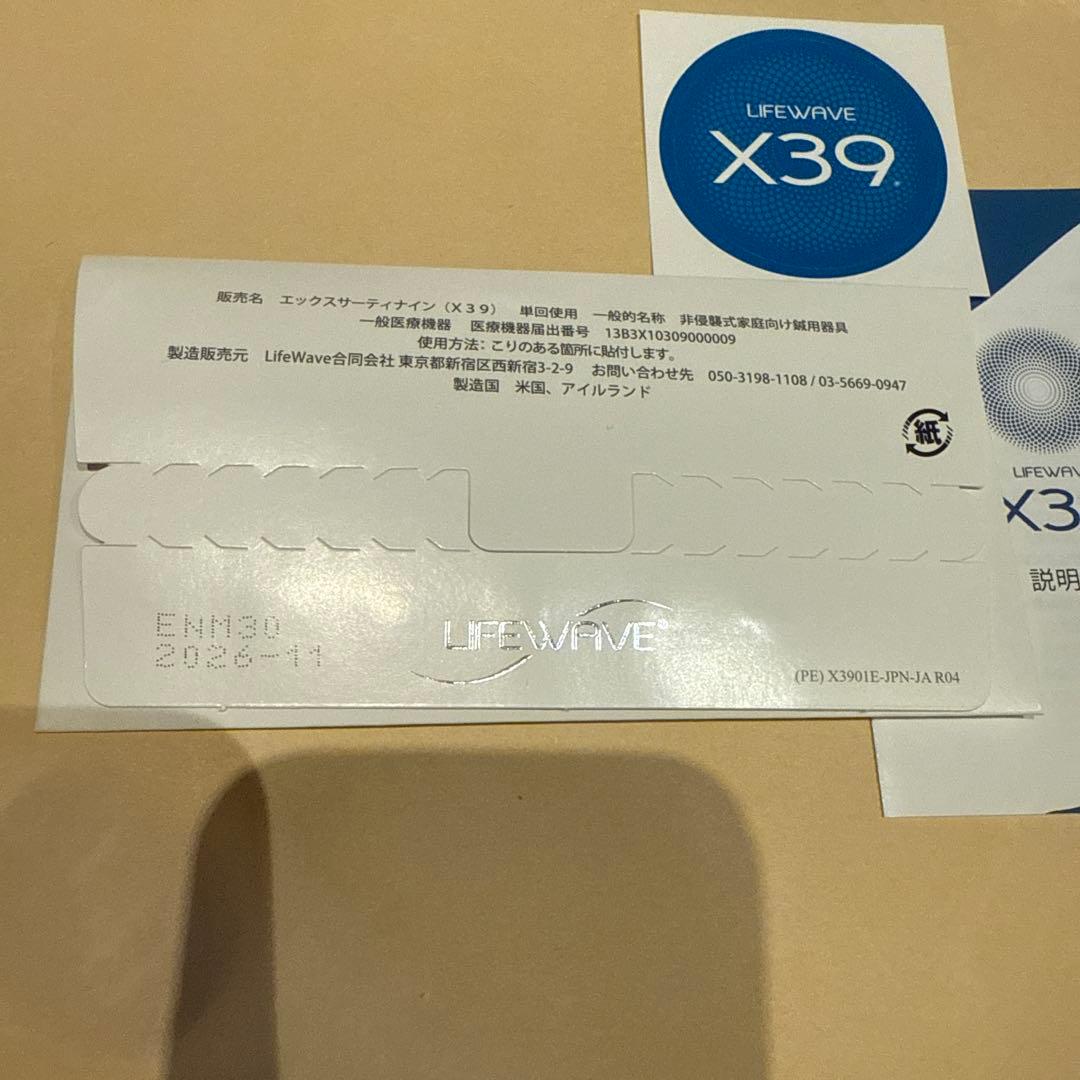 LIFEWAVE
X39
販売名 エックスサーティナイン（X39） 単回使用 一般的名称 非侵襲式家庭向け鍼用器具
一般医療機器 医療機器届出番号 13B3X10309000009
使用方法：こりのある箇所に貼付します。
製造販売元 LifeWave合同会社 東京都新宿区西新宿3-2-9 お問い合わせ先 050-3198-1108 / 03-5669-0947
製造国 米国、アイルランド
紙
ENM30
2026-11
LIFEWAVE®
(PE) X3901E-JPN-JA R04
LIFEWAV
X3
説明